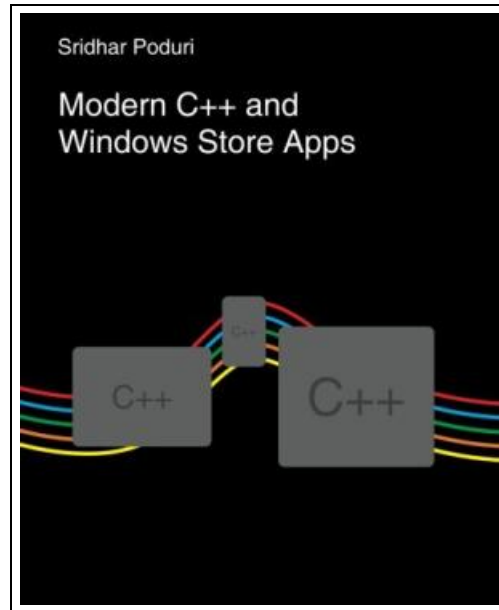 Sridhar Poduri
Modern C++ and
Windows Store Apps
C++
C++
C++